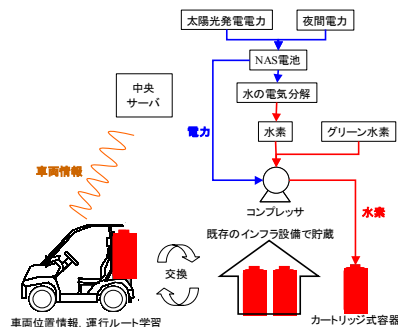 太陽光発電電力
夜間電力
NAS電池
中央
サーバ
水の電気分解
電力
水素
グリーン水素
車両情報
コンプレッサ
水素
既存のインフラ設備で貯蔵
交換
車両位置情報，運行ルート学習
カートリッジ式容器